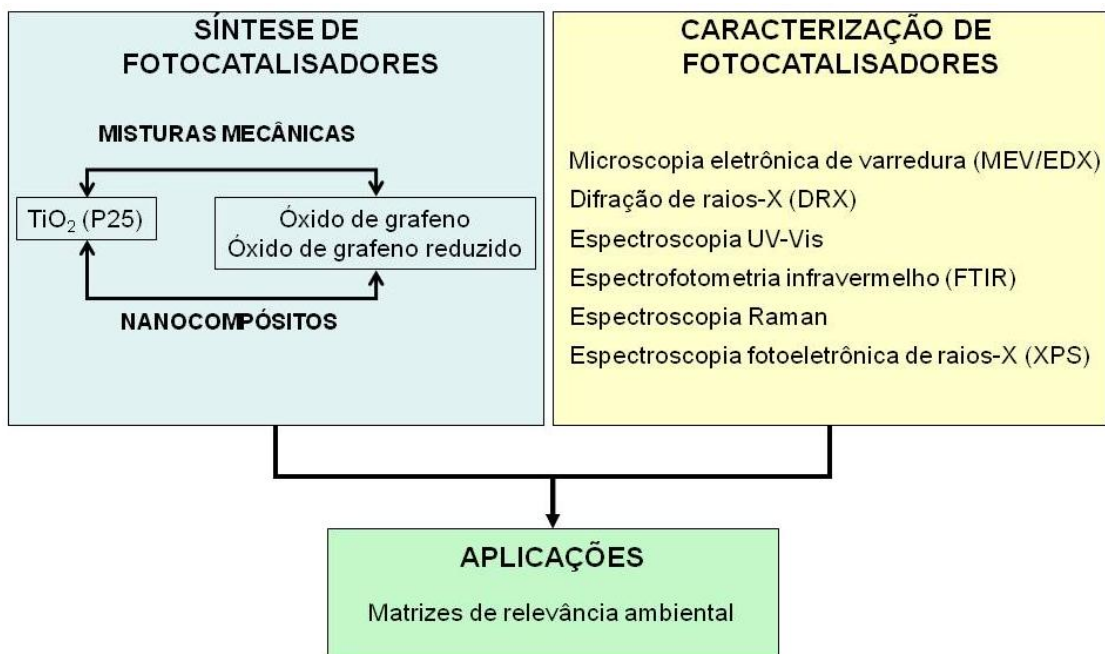 SÍNTESE DE
FOTOCATALISADORES
MISTURAS MECÂNICAS
TiO₂ (P25)
Óxido de grafeno
Óxido de grafeno reduzido
NANOCOMPÓSITOS
CARACTERIZAÇÃO DE
FOTOCATALISADORES
Microscopia eletrônica de varredura (MEV/EDX)
Difração de raios-X (DRX)
Espectroscopia UV-Vis
Espectrofotometria infravermelho (FTIR)
Espectroscopia Raman
Espectroscopia fotoeletrônica de raios-X (XPS)
APLICAÇÕES
Matrizes de relevância ambiental